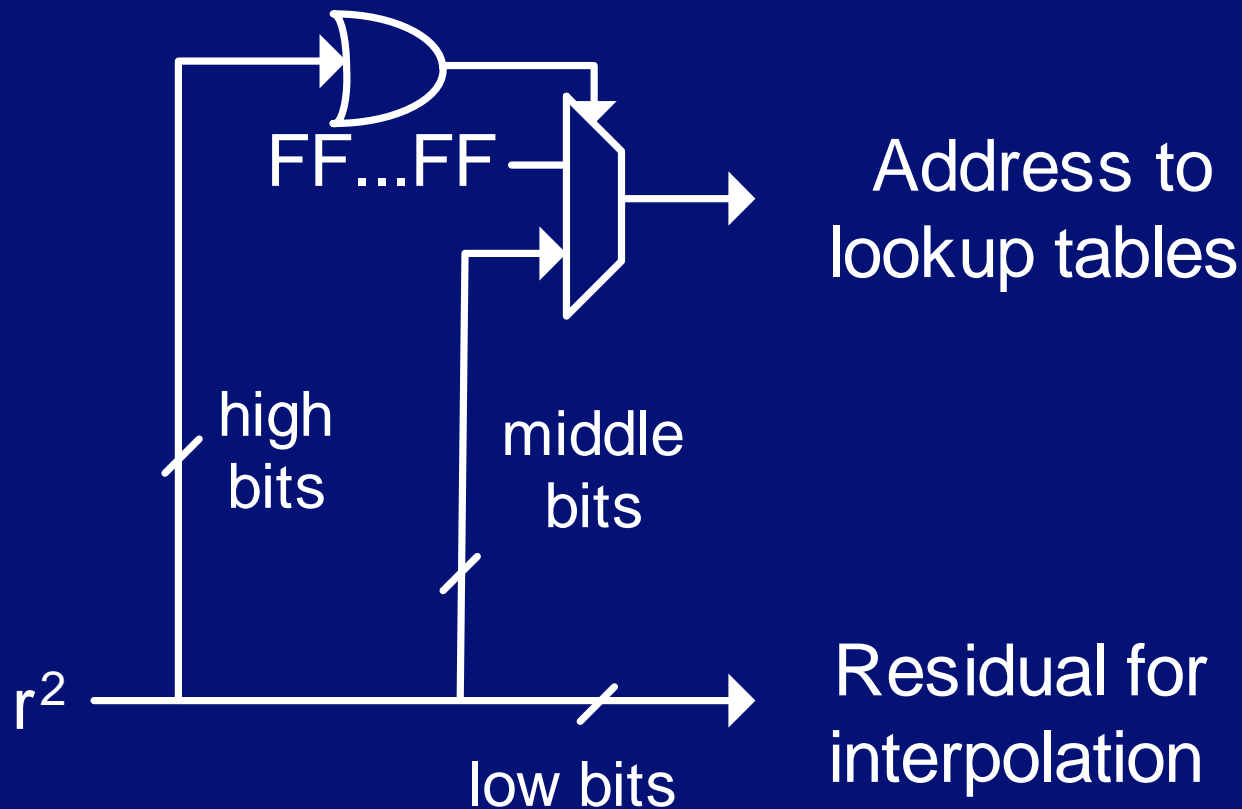 FF...FF
Address to
lookup tables
high
bits
middle
bits
r²
low bits
Residual for
interpolation